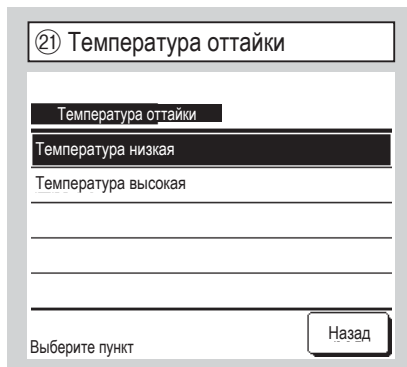 ㉑ Температура оттайки
Температура оттайки
Температура низкая
Температура высокая
Выберите пункт
Назад